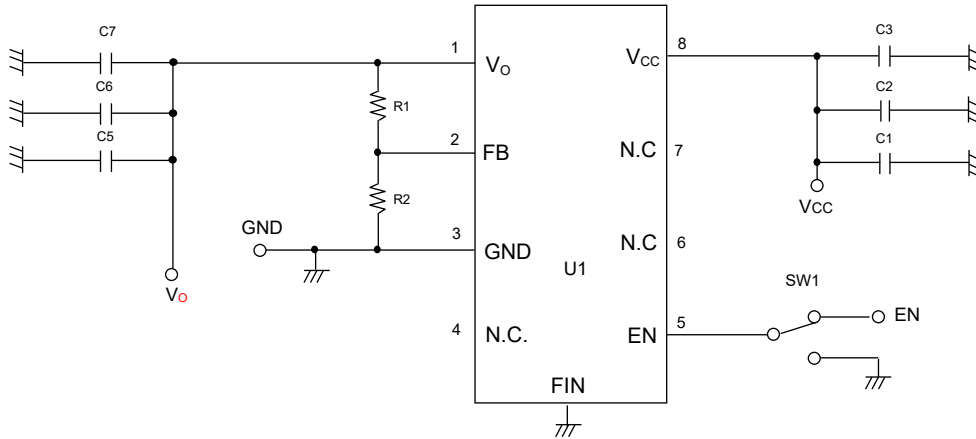 C7
C6
C5
VO
GND
R1
R2
1
2
3
4
VO
FB
GND
N.C.
U1
FIN
VCC
N.C
N.C
EN
8
7
6
5
C3
C2
C1
VCC
SW1
EN